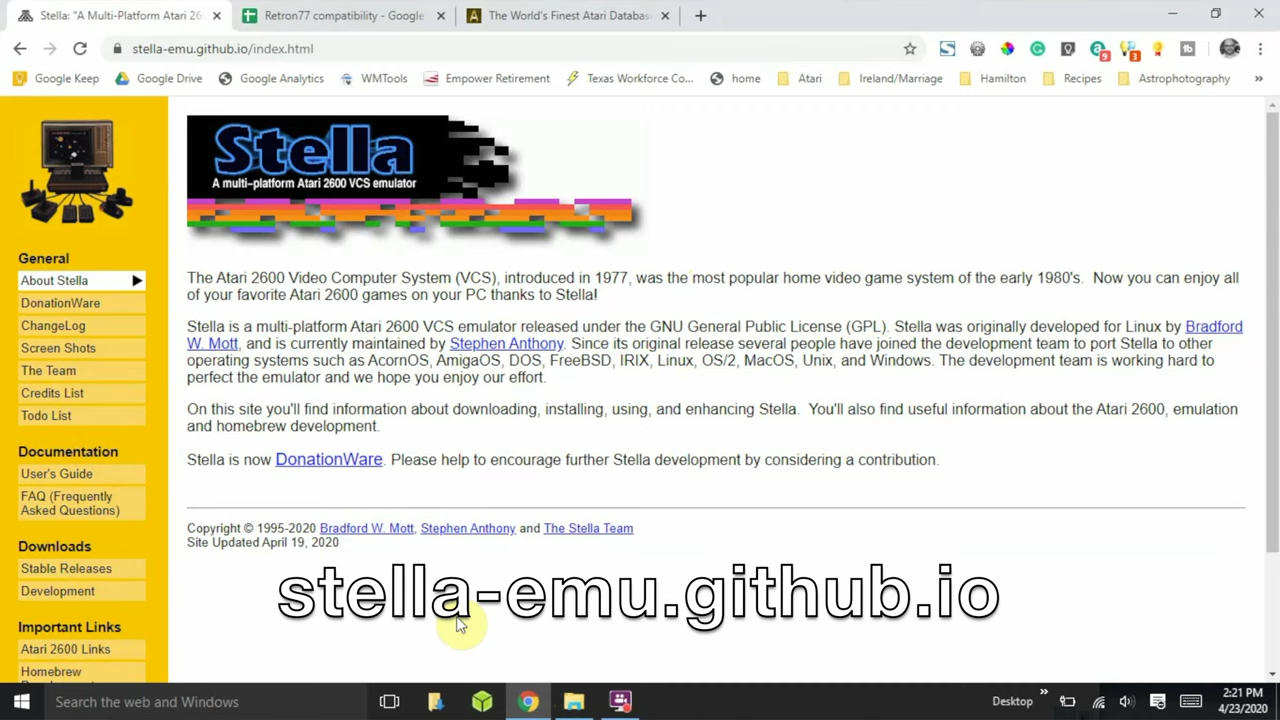 Stella: "A Multi-Platform Atari 26
Retron77 compatibility - Google
The World's Finest Atari Databas
stella-emu.github.io/index.html
9
3
Google Keep
Google Drive
Google Analytics
WMTools
Empower Retirement
Texas Workforce Co...
home
Atari
Ireland/Marriage
Hamilton
Recipes
Astrophotography
»
Stella
A multi-platform Atari 2600 VCS emulator
General
About Stella
DonationWare
ChangeLog
Screen Shots
The Team
Credits List
Todo List
Documentation
User's Guide
FAQ (Frequently
Asked Questions)
Downloads
Stable Releases
Development
Important Links
Atari 2600 Links
Homebrew
The Atari 2600 Video Computer System (VCS), introduced in 1977, was the most popular home video game system of the early 1980's. Now you can enjoy all
of your favorite Atari 2600 games on your PC thanks to Stella!
Stella is a multi-platform Atari 2600 VCS emulator released under the GNU General Public License (GPL). Stella was originally developed for Linux by Bradford
W. Mott, and is currently maintained by Stephen Anthony. Since its original release several people have joined the development team to port Stella to other
operating systems such as AcornOS, AmigaOS, DOS, FreeBSD, IRIX, Linux, OS/2, MacOS, Unix, and Windows. The development team is working hard to
perfect the emulator and we hope you enjoy our effort.
On this site you'll find information about downloading, installing, using, and enhancing Stella. You'll also find useful information about the Atari 2600, emulation
and homebrew development.
Stella is now DonationWare. Please help to encourage further Stella development by considering a contribution.
Copyright © 1995-2020 Bradford W. Mott, Stephen Anthony and The Stella Team
Site Updated April 19, 2020
stella-emu.github.io
Search the web and Windows
Desktop
»
2:21 PM
4/23/2020